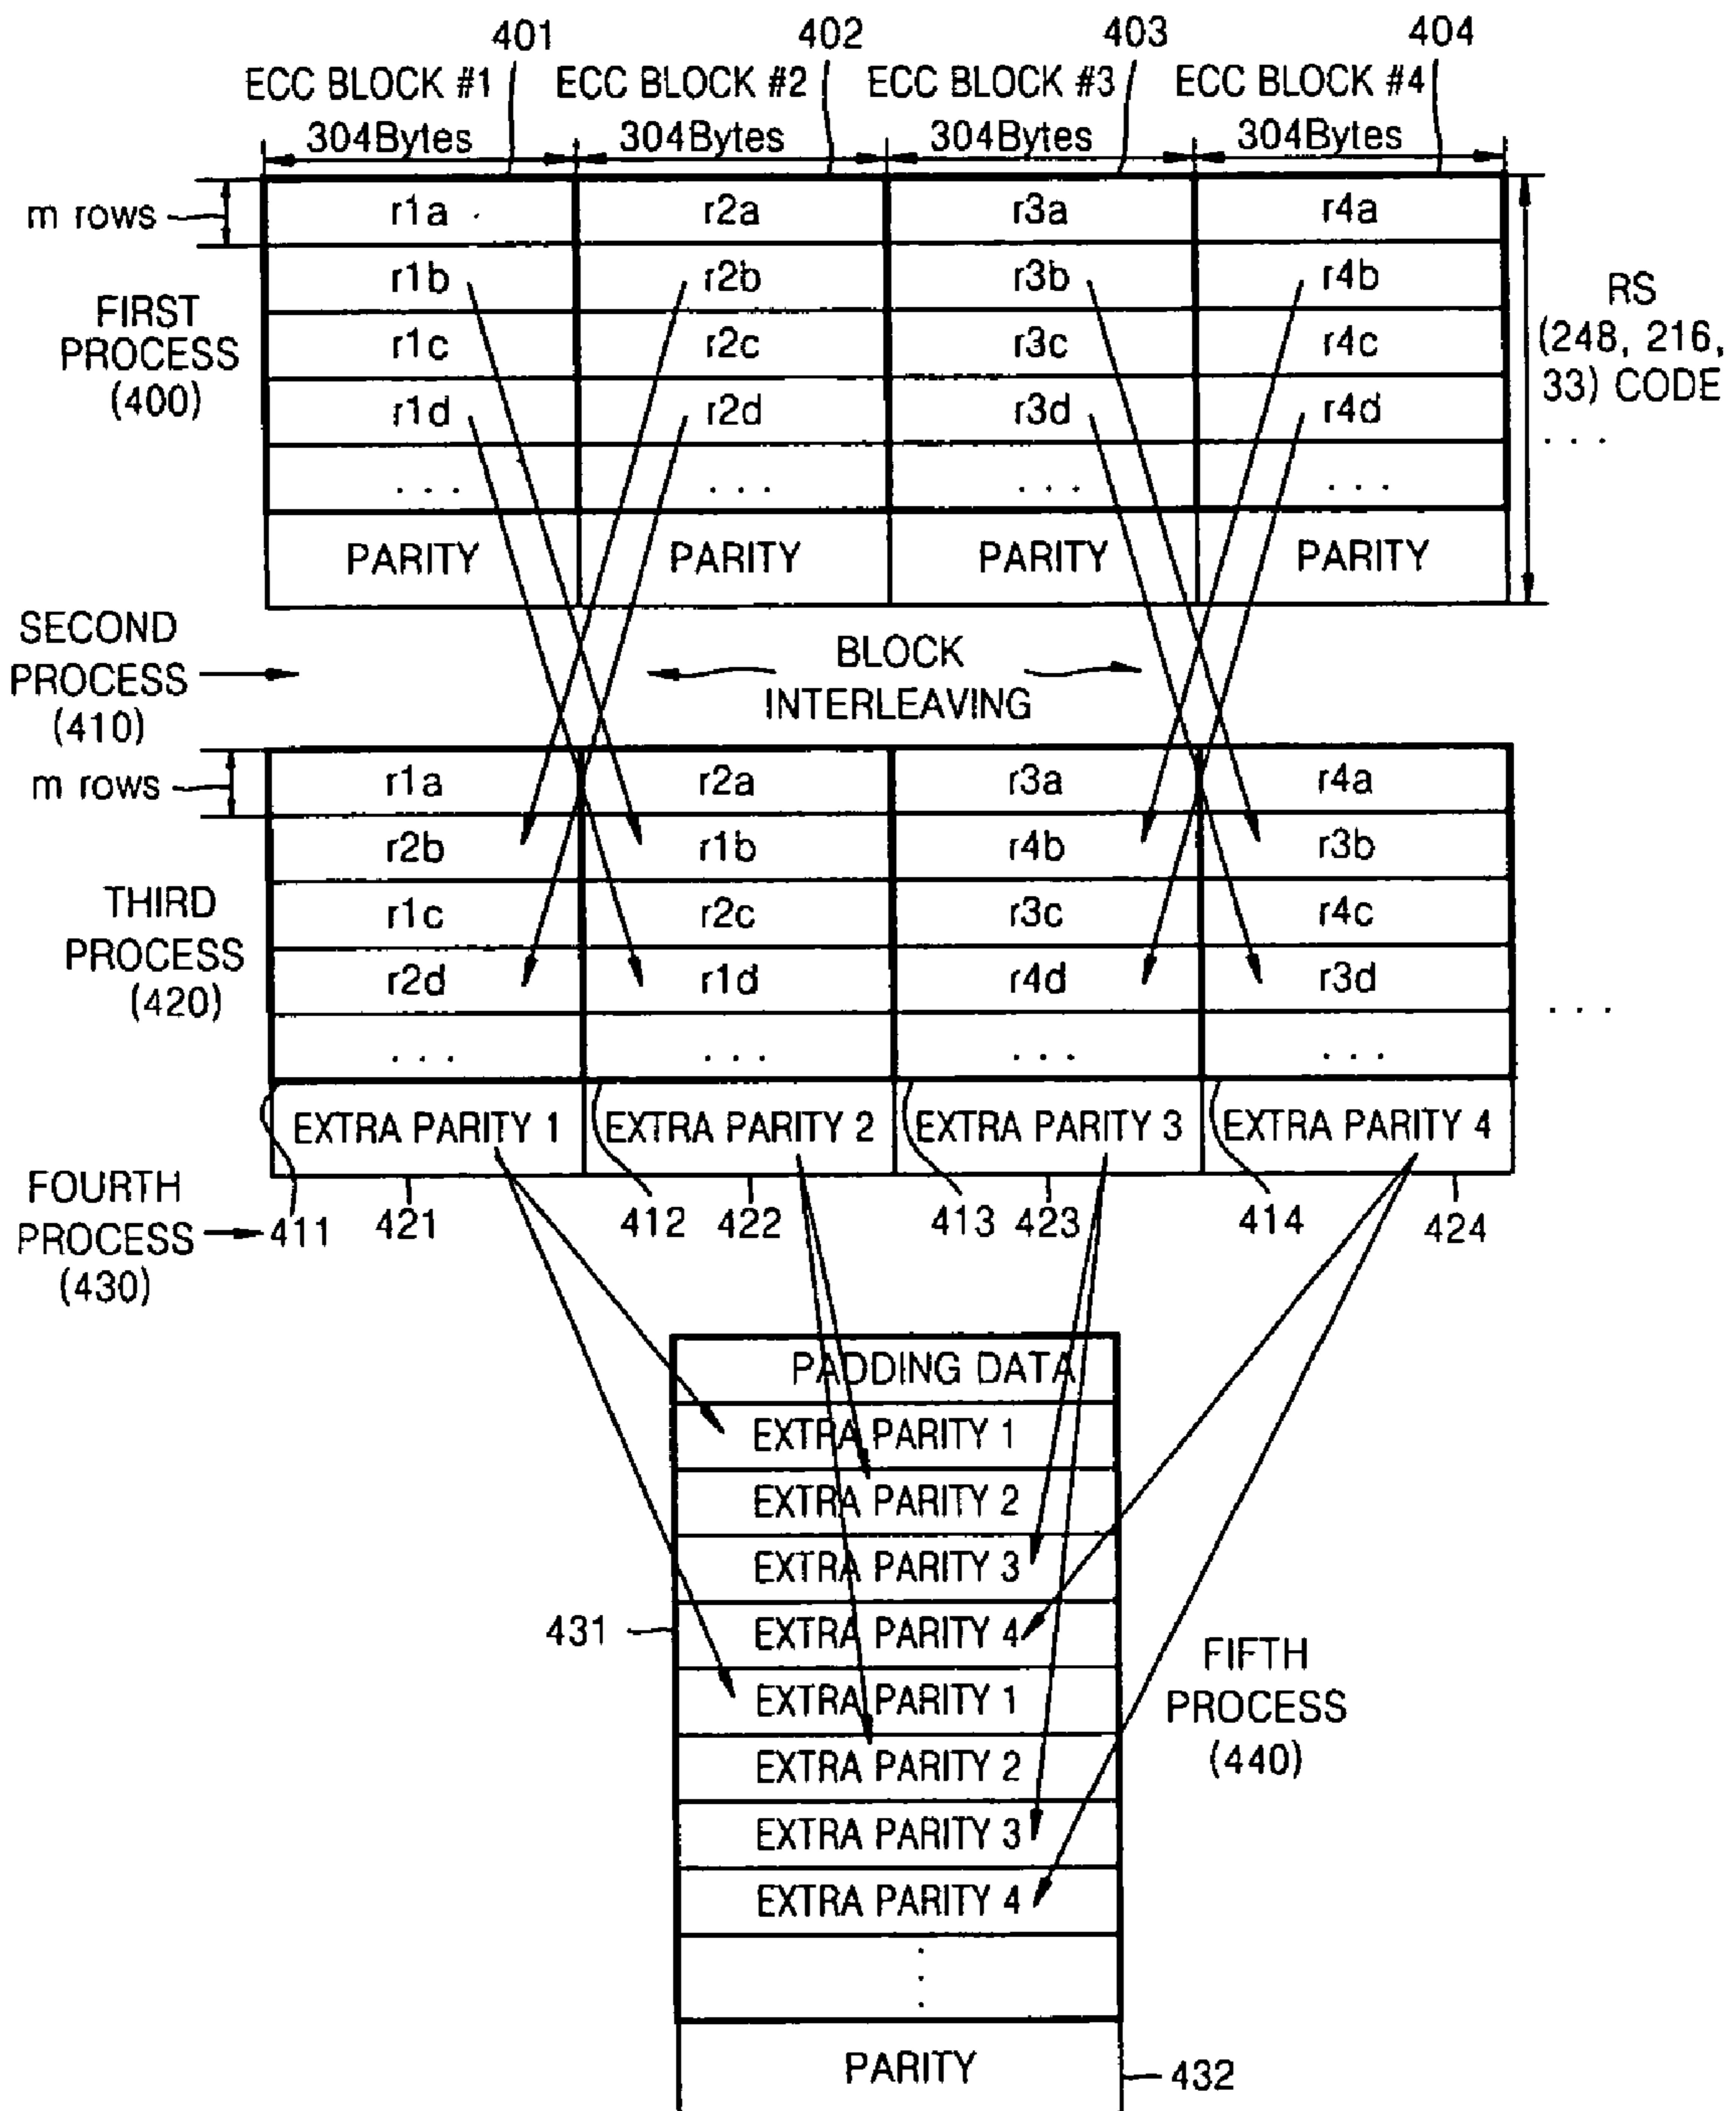 401 402 403 404
ECC BLOCK #1 ECC BLOCK #2 ECC BLOCK #3 ECC BLOCK #4
304Bytes 304Bytes 304Bytes 304Bytes
m rows r1a r2a r3a r4a
r1b r2b r3b r4b
r1c r2c r3c r4c
r1d r2d r3d r4d
. . . . . . . . . . . .
PARITY PARITY PARITY PARITY
FIRST
PROCESS
(400)
RS
(248, 216,
33) CODE
. . .
SECOND
PROCESS
(410)
BLOCK
INTERLEAVING
m rows r1a r2a r3a r4a
r2b r1b r4b r3b
r1c r2c r3c r4c
r2d r1d r4d r3d
. . . . . . . . . . . .
. . .
THIRD
PROCESS
(420)
EXTRA PARITY 1 EXTRA PARITY 2 EXTRA PARITY 3 EXTRA PARITY 4
FOURTH
PROCESS
(430)
411 421 412 422 413 423 414 424
PADDING DATA
EXTRA PARITY 1
EXTRA PARITY 2
EXTRA PARITY 3
EXTRA PARITY 4
EXTRA PARITY 1
EXTRA PARITY 2
EXTRA PARITY 3
EXTRA PARITY 4
.
.
.
PARITY
431
432
FIFTH
PROCESS
(440)